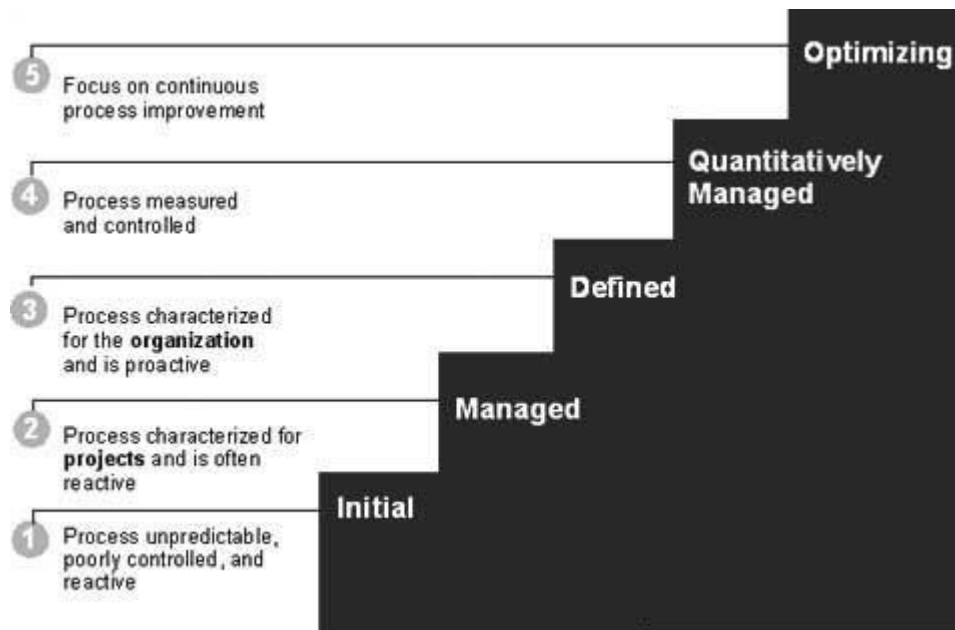 Optimizing
5
Focus on continuous
process improvement
Quantitatively
Managed
4
Process measured
and controlled
Defined
3
Process characterized
for the organization
and is proactive
Managed
2
Process characterized for
projects and is often
reactive
Initial
1
Process unpredictable,
poorly controlled, and
reactive